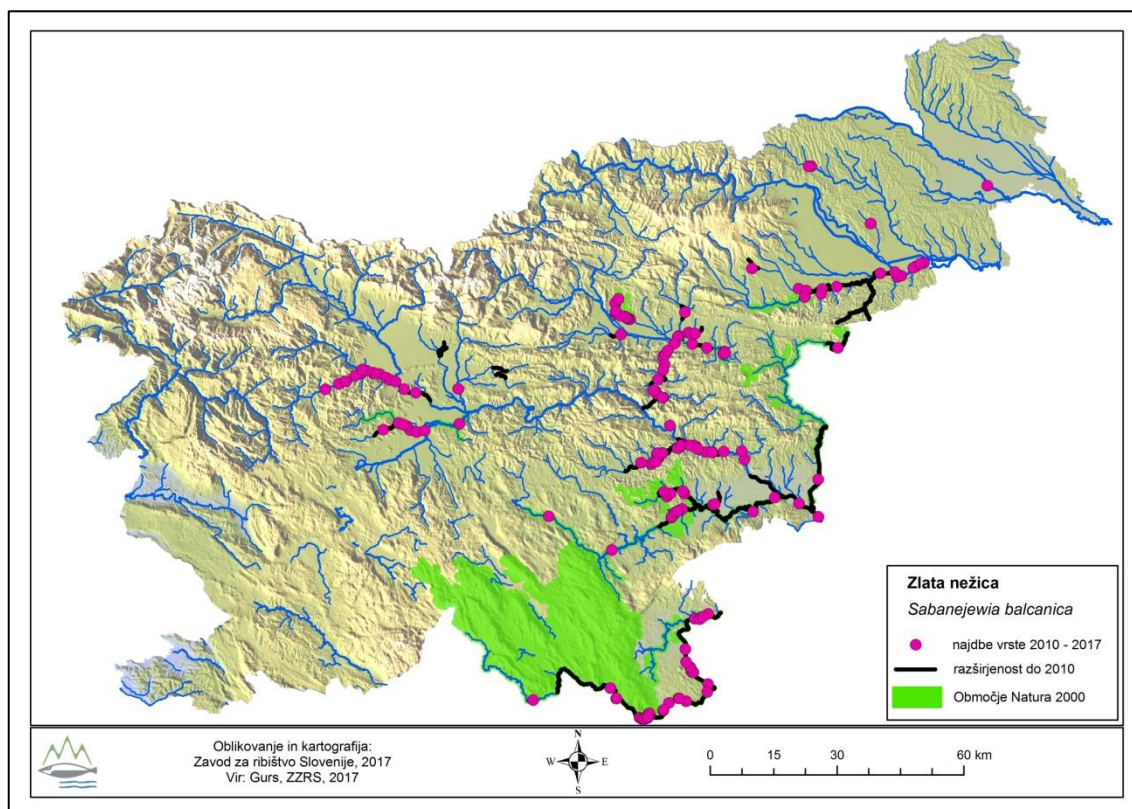 Zlata nežica
Sabanejewia balcanica
najdbe vrste 2010 - 2017
razširjenost do 2010
Območje Natura 2000
Oblikovanje in kartografija:
Zavod za ribištvo Slovenije, 2017
Vir: Gurs, ZZRS, 2017
N
W E
S
0 15 30 60 km